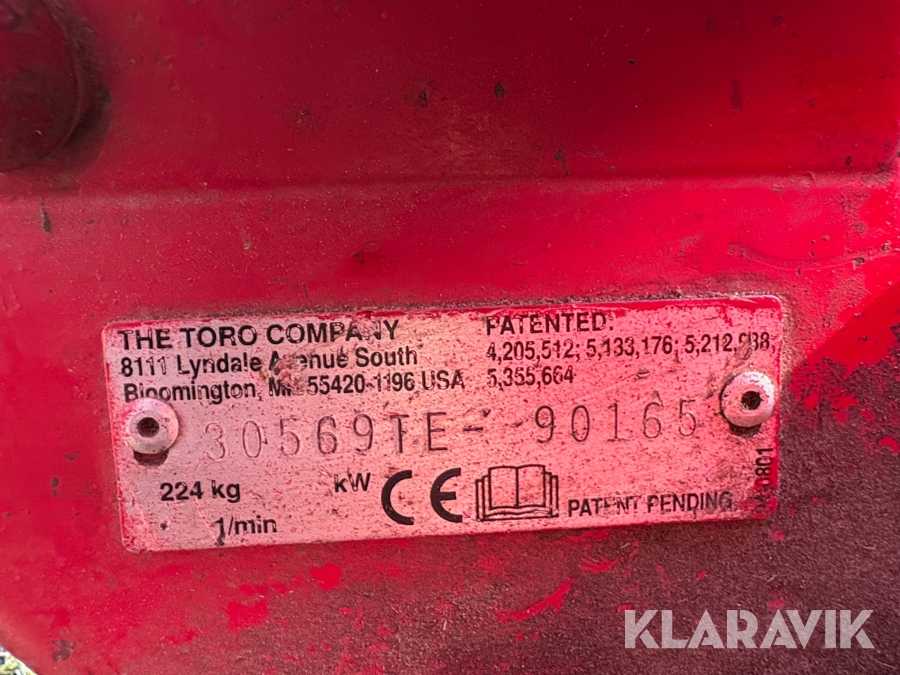 THE TORO COMPANY
8111 Lyndale Avenue South
Bloomington, MN 55420-1196 USA
PATENTED:
4,205,512; 5,133,176; 5,212,938;
5,355,664
30569TE- 90165
224 kg
kW
CE
1/min
PATENT PENDING
KLARAVIK